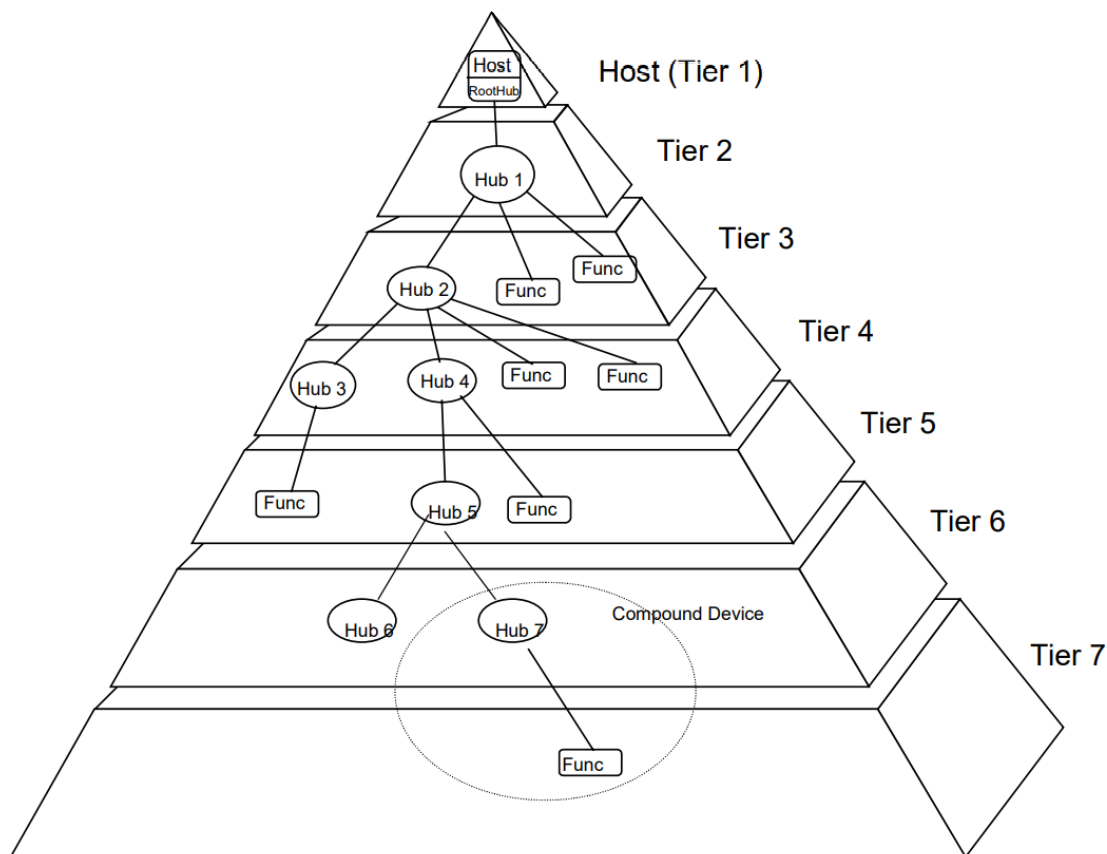 Host
RootHub
Host (Tier 1)
Hub 1
Tier 2
Hub 2
Func
Func
Tier 3
Hub 3
Hub 4
Func
Func
Tier 4
Func
Hub 5
Func
Tier 5
Hub 6
Hub 7
Compound Device
Tier 6
Func
Tier 7